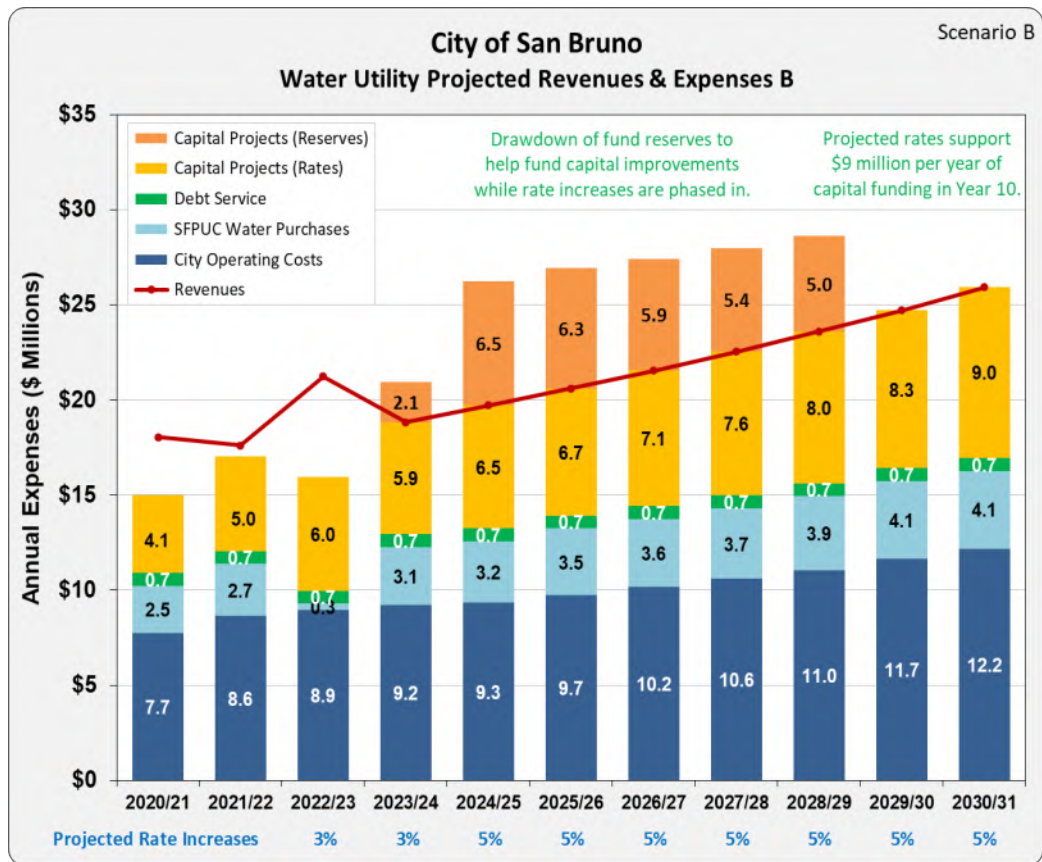 Scenario B
City of San Bruno
Water Utility Projected Revenues & Expenses B
Annual Expenses ($ Millions)
$35
$30
$25
$20
$15
$10
$5
$0
Capital Projects (Reserves)
Capital Projects (Rates)
Debt Service
SFPUC Water Purchases
City Operating Costs
Revenues
Drawdown of fund reserves to
help fund capital improvements
while rate increases are phased in.
Projected rates support
$9 million per year of
capital funding in Year 10.
2.1 6.5 6.3 5.9 5.4 5.0
4.1 5.0 6.0 5.9 6.5 6.7 7.1 7.6 8.0 8.3 9.0
0.7 0.7 0.7 0.7 0.7 0.7 0.7 0.7 0.7 0.7 0.7
2.5 2.7 0.3 3.1 3.2 3.5 3.6 3.7 3.9 4.1 4.1
7.7 8.6 8.9 9.2 9.3 9.7 10.2 10.6 11.0 11.7 12.2
2020/21 2021/22 2022/23 2023/24 2024/25 2025/26 2026/27 2027/28 2028/29 2029/30 2030/31
Projected Rate Increases 3% 3% 5% 5% 5% 5% 5% 5% 5%